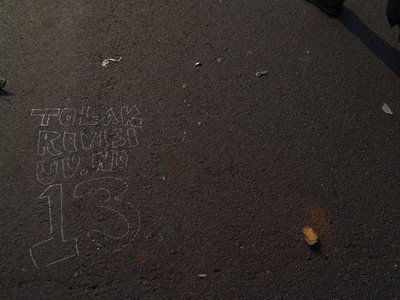 TOLAK
REVISI
UU.NO
13